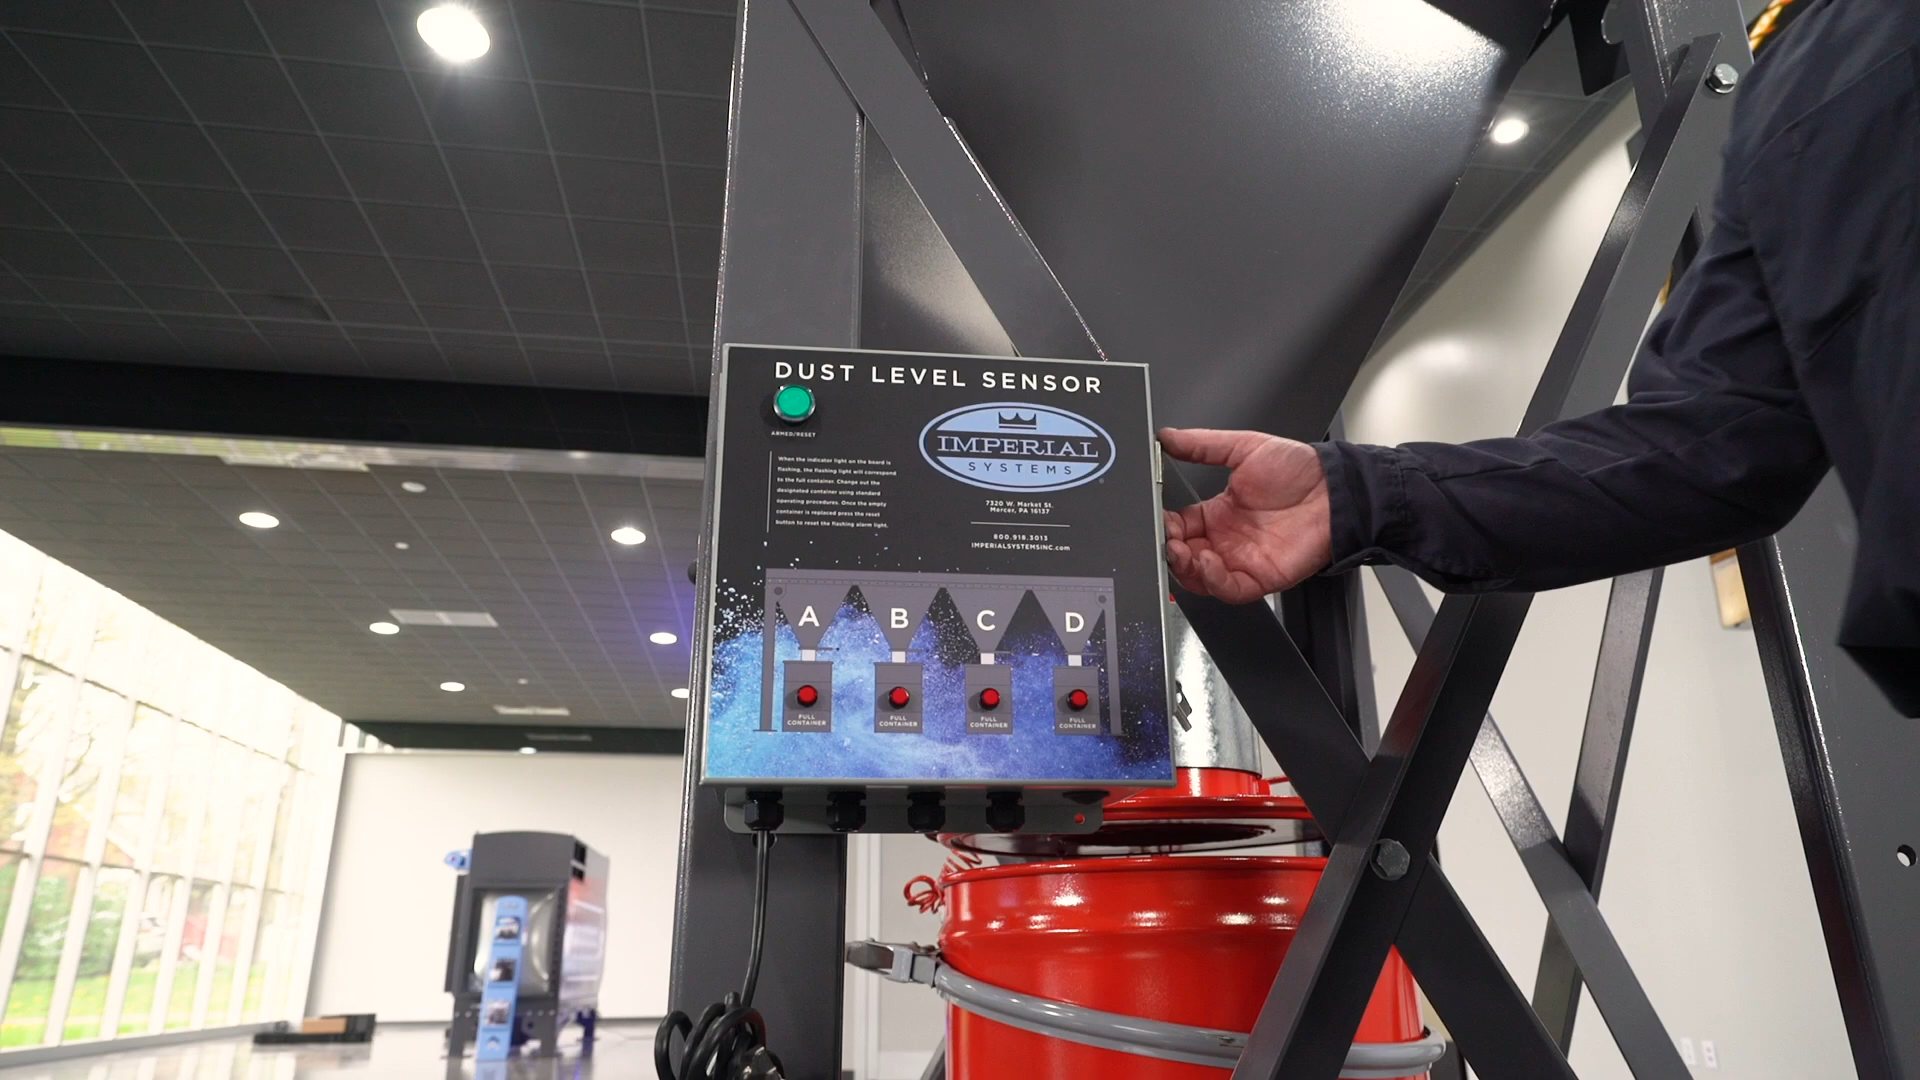 DUST LEVEL SENSOR
ARMED/RESET
IMPERIAL
SYSTEMS
®
When the indicator light on the board is
flashing, the flashing light will correspond
to the full container. Change out the
designated container using standard
operating procedures. Once the empty
container is replaced press the reset
button to reset the flashing alarm light.
7320 W. Market St.
Mercer, PA 16137
800.918.3013
IMPERIALSYSTEMSINC.com
A B C D
FULL
CONTAINER
FULL
CONTAINER
FULL
CONTAINER
FULL
CONTAINER